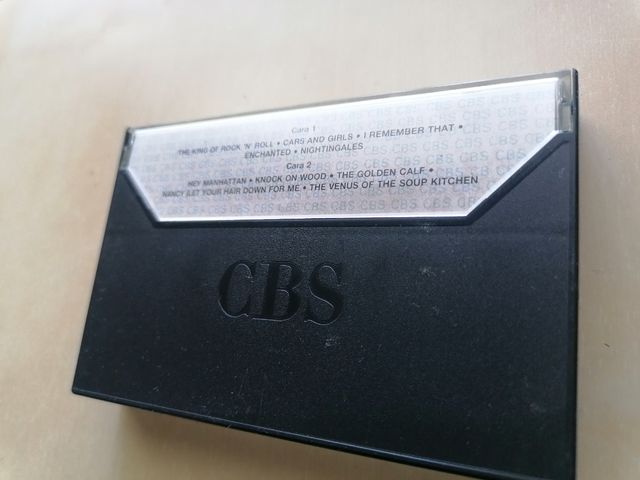 Cara 1
THE KING OF ROCK 'N' ROLL • CARS AND GIRLS • I REMEMBER THAT •
ENCHANTED • NIGHTINGALES
Cara 2
HEY MANHATTAN • KNOCK ON WOOD • THE GOLDEN CALF •
NANCY (LET YOUR HAIR DOWN FOR ME • THE VENUS OF THE SOUP KITCHEN
CBS